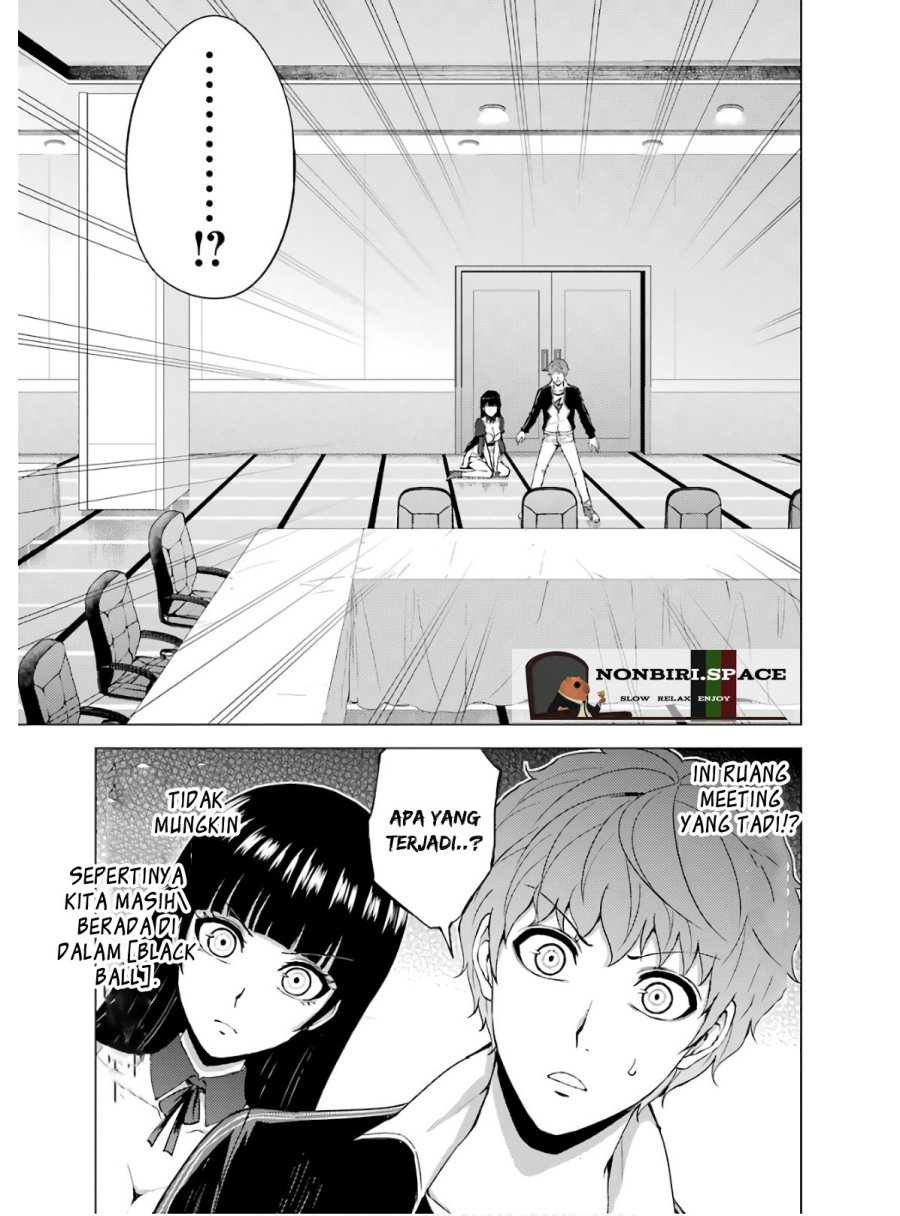 ............!?
NONBIRI.SPACE
SLOW RELAX ENJOY
INI RUANG
MEETING
YANG TADI!?
APA YANG
TERJADI..?
TIDAK
MUNGKIN
SEPERTINYA
KITA MASIH
BERADA DI
DALAM [BLACK
BALL].